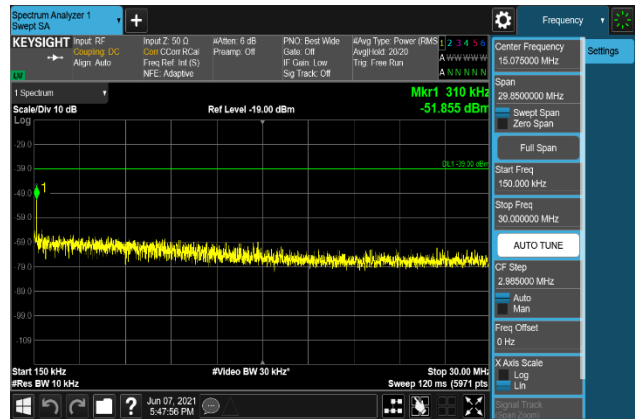 Spectrum Analyzer 1
Swept SA
Frequency
KEYSIGHT
Input: RF
Coupling: DC
Align: Auto
Input Z: 50 Ω
Corr CCorr RCal
Freq Ref: Int (S)
NFE: Adaptive
#Atten: 6 dB
Preamp: Off
PNO: Best Wide
Gate: Off
IF Gain: Low
Sig Track: Off
#Avg Type: Power (RMS
Avg|Hold: 20/20
Trig: Free Run
1 2 3 4 5 6
A WW WW W
A N N N N N
LXI
1 Spectrum
Scale/Div 10 dB
Ref Level -19.00 dBm
Mkr1 310 kHz
-51.855 dBm
Log
-29.0
-39.0
-49.0
-59.0
-69.0
-79.0
-89.0
-99.0
-109
DL1 -39.00 dBm
1
Start 150 kHz
#Res BW 10 kHz
#Video BW 30 kHz*
Stop 30.00 MHz
Sweep 120 ms (5971 pts
Center Frequency
15.075000 MHz
Settings
Span
29.8500000 MHz
Swept Span
Zero Span
Full Span
Start Freq
150.000 kHz
Stop Freq
30.000000 MHz
AUTO TUNE
CF Step
2.985000 MHz
Auto
Man
Freq Offset
0 Hz
X Axis Scale
Log
Lin
Signal Track
(Span Zoom)
Jun 07, 2021
5:47:56 PM